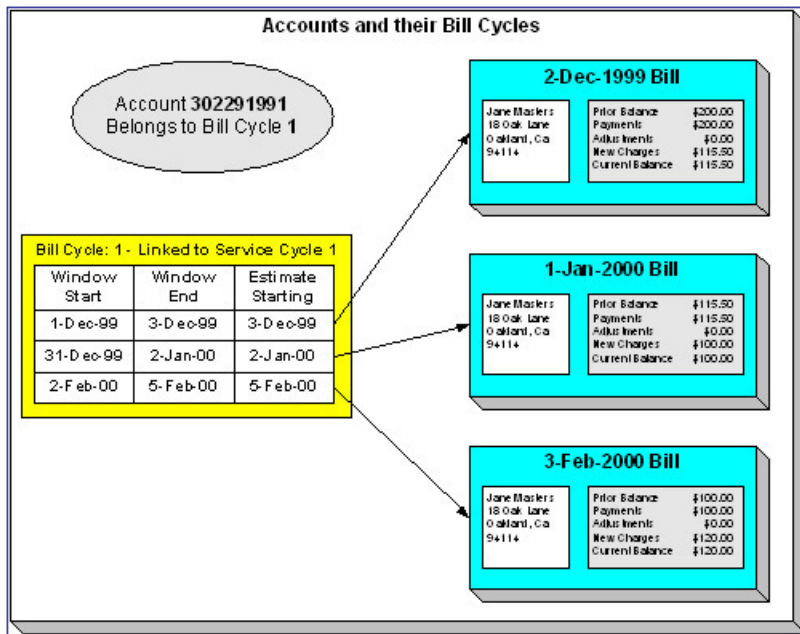 Accounts and their Bill Cycles
Account 302291991
Belongs to Bill Cycle 1
Bill Cycle: 1 - Linked to Service Cycle 1
Window Start Window End Estimate Starting
1-Dec-99 3-Dec-99 3-Dec-99
31-Dec-99 2-Jan-00 2-Jan-00
2-Feb-00 5-Feb-00 5-Feb-00
2-Dec-1999 Bill
Jane Masters
18 Oak Lane
Oakland, Ca
94114
Prior Balance $200.00
Payments $200.00
Adjustments $0.00
New Charges $115.50
Current Balance $115.50
1-Jan-2000 Bill
Jane Masters
18 Oak Lane
Oakland, Ca
94114
Prior Balance $115.50
Payments $115.50
Adjustments $0.00
New Charges $100.00
Current Balance $100.00
3-Feb-2000 Bill
Jane Masters
18 Oak Lane
Oakland, Ca
94114
Prior Balance $100.00
Payments $100.00
Adjustments $0.00
New Charges $120.00
Current Balance $120.00